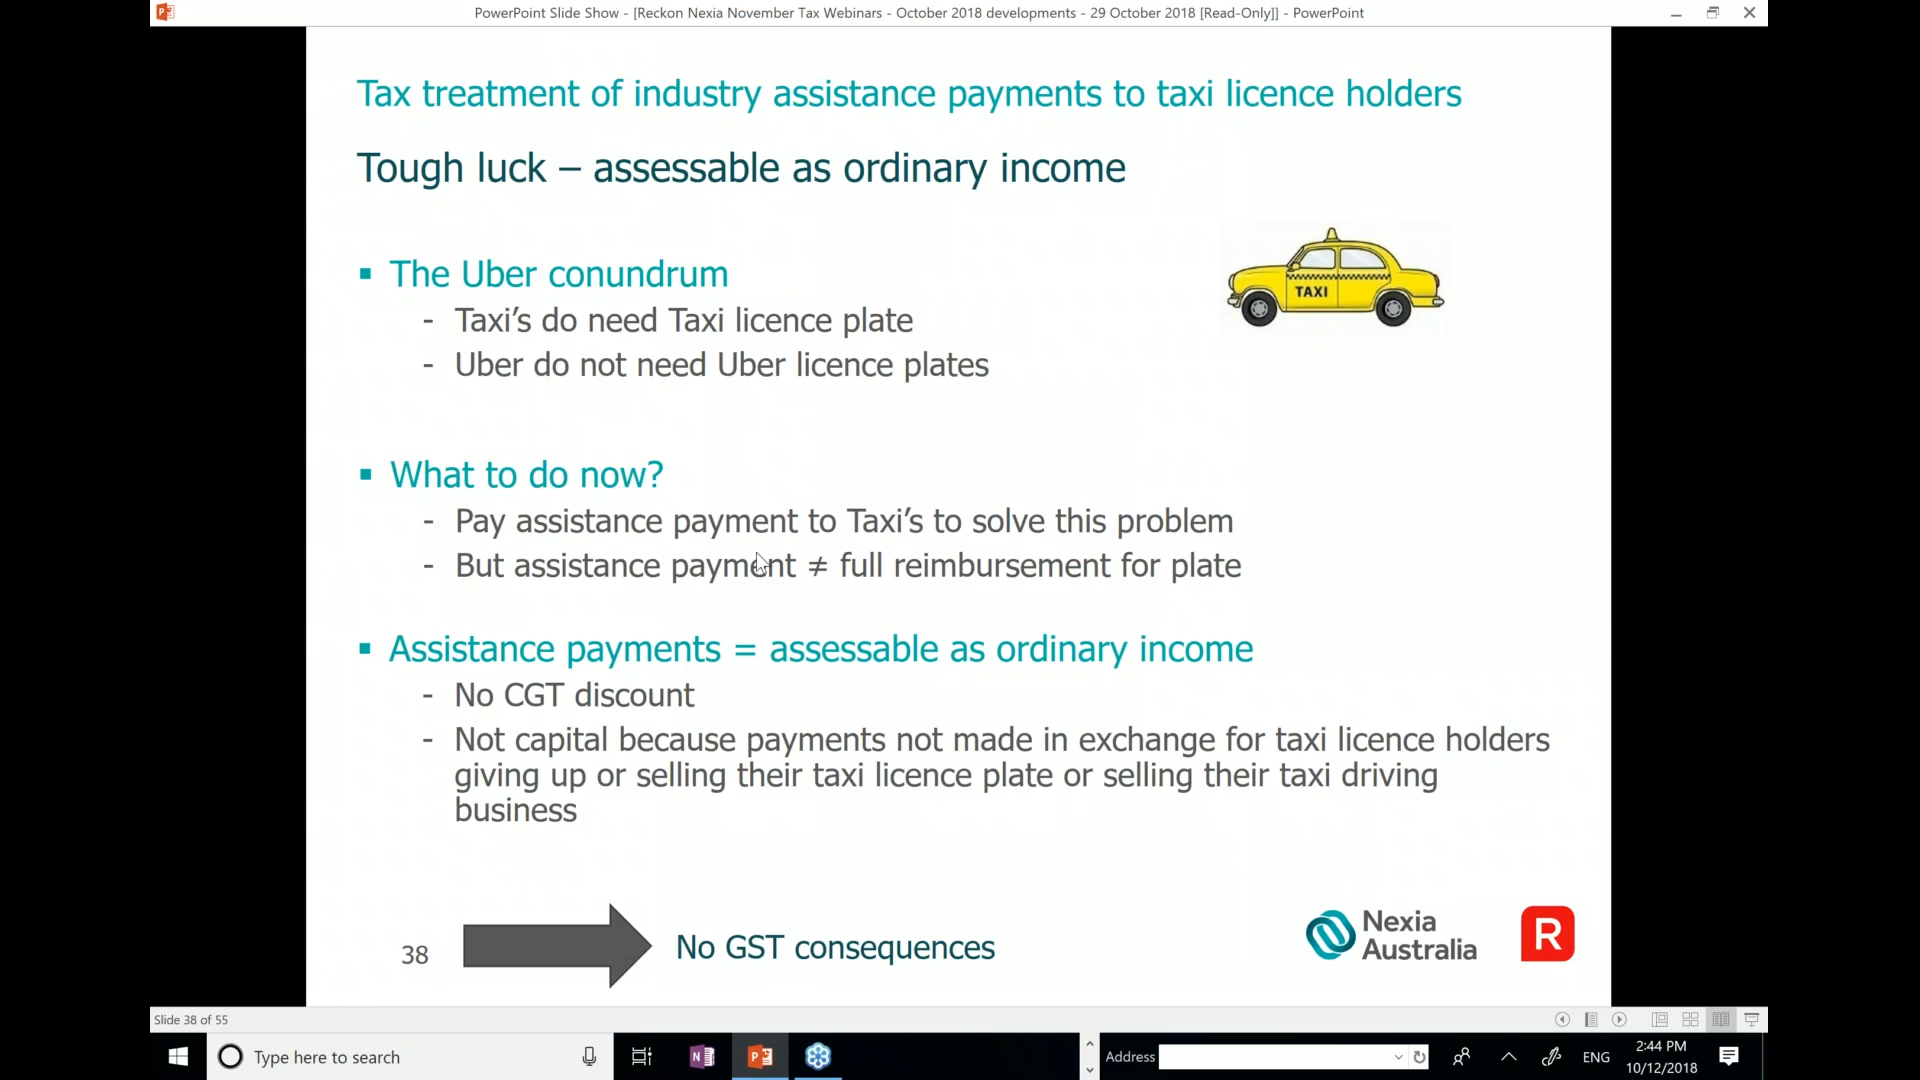 PowerPoint Slide Show - [Reckon Nexia November Tax Webinars - October 2018 developments - 29 October 2018 [Read-Only]] - PowerPoint
Tax treatment of industry assistance payments to taxi licence holders
Tough luck – assessable as ordinary income
▪ The Uber conundrum
- Taxi's do need Taxi licence plate
- Uber do not need Uber licence plates
TAXI
▪ What to do now?
- Pay assistance payment to Taxi's to solve this problem
- But assistance payment ≠ full reimbursement for plate
▪ Assistance payments = assessable as ordinary income
- No CGT discount
- Not capital because payments not made in exchange for taxi licence holders
giving up or selling their taxi licence plate or selling their taxi driving
business
38
No GST consequences
Nexia
Australia
R
Slide 38 of 55
Type here to search
Address
ENG
2:44 PM
10/12/2018